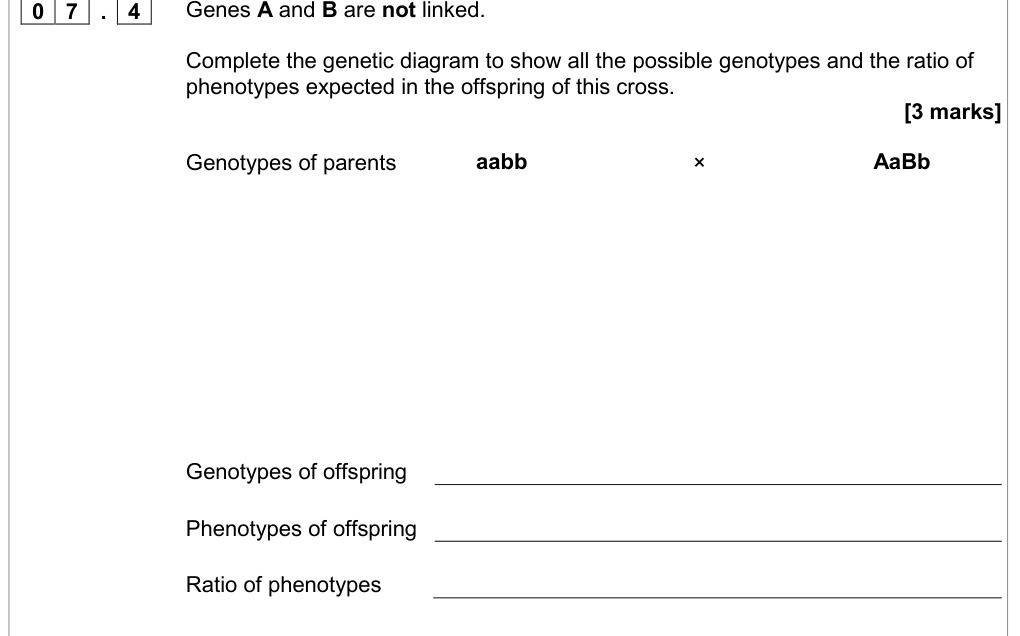 0 7 . 4 Genes A and B are not linked.
Complete the genetic diagram to show all the possible genotypes and the ratio of
phenotypes expected in the offspring of this cross.
[3 marks]
Genotypes of parents aabb × AaBb
Genotypes of offspring
Phenotypes of offspring
Ratio of phenotypes